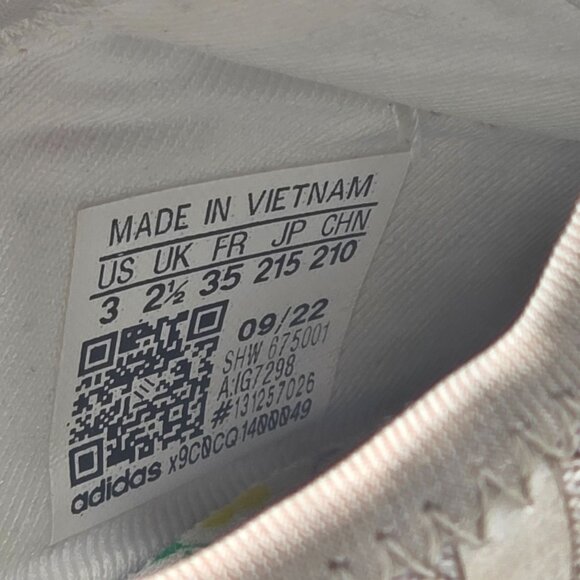 MADE IN VIETNAM
US UK FR JP CHN
3 2½ 35 215 210
09/22
SHW 675001
A:IG7298
#131257026
adidas X9C0CQ1400049